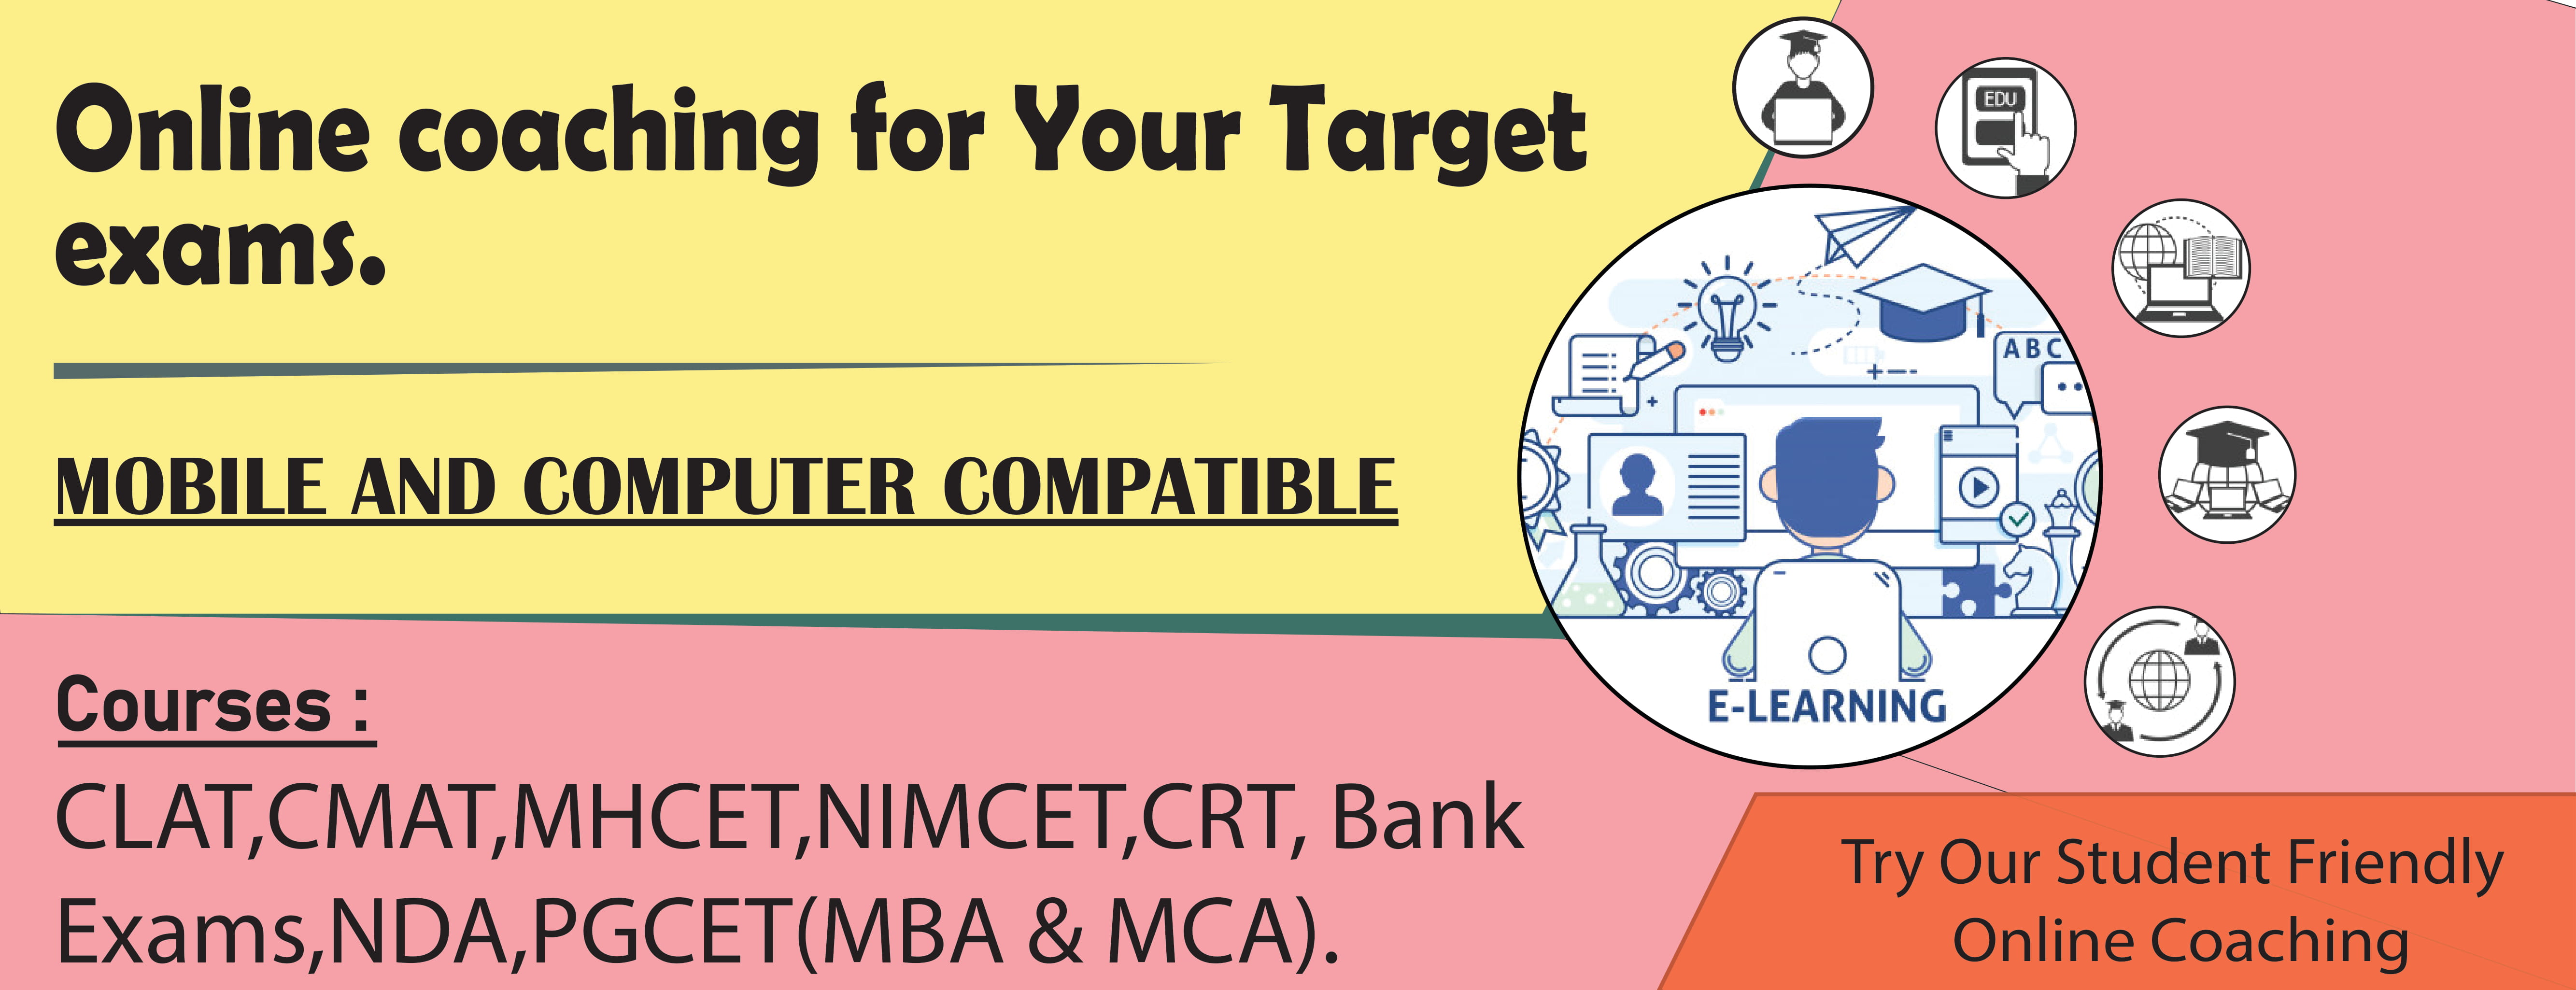 Online coaching for Your Target
exams.
MOBILE AND COMPUTER COMPATIBLE
Courses :
CLAT,CMAT,MHCET,NIMCET,CRT, Bank
Exams,NDA,PGCET(MBA & MCA).
EDU
ABC
E-LEARNING
Try Our Student Friendly
Online Coaching